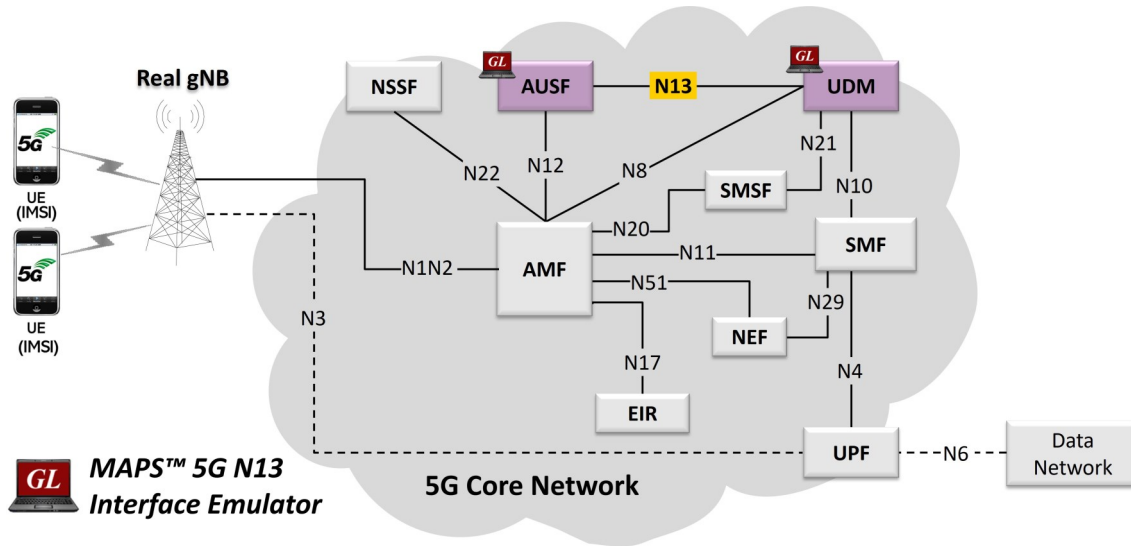 GL
GL
Real gNB
NSSF
AUSF
N13
UDM
5G
UE
(IMSI)
N22
N12
N8
N21
SMSF
N10
N20
5G
UE
(IMSI)
N1N2
AMF
N11
SMF
N51
N29
N3
NEF
N17
N4
EIR
UPF
N6
Data
Network
GL
MAPS™ 5G N13
Interface Emulator
5G Core Network